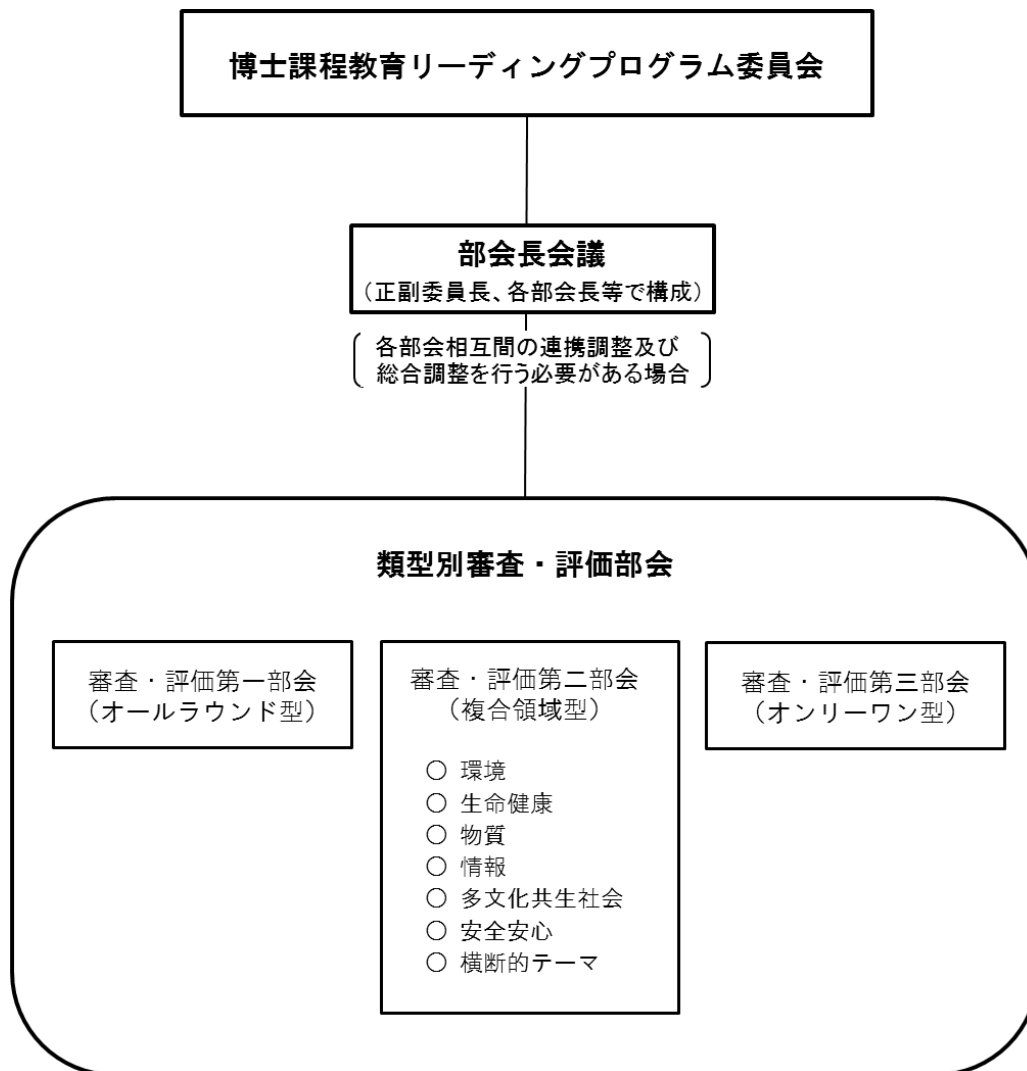 博士課程教育リーディングプログラム委員会
部会長会議
（正副委員長、各部会長等で構成）
各部会相互間の連携調整及び
総合調整を行う必要がある場合
類型別審査・評価部会
審査・評価第一部会
（オールラウンド型）
審査・評価第二部会
（複合領域型）
○ 環境
○ 生命健康
○ 物質
○ 情報
○ 多文化共生社会
○ 安全安心
○ 横断的テーマ
審査・評価第三部会
（オンリーワン型）